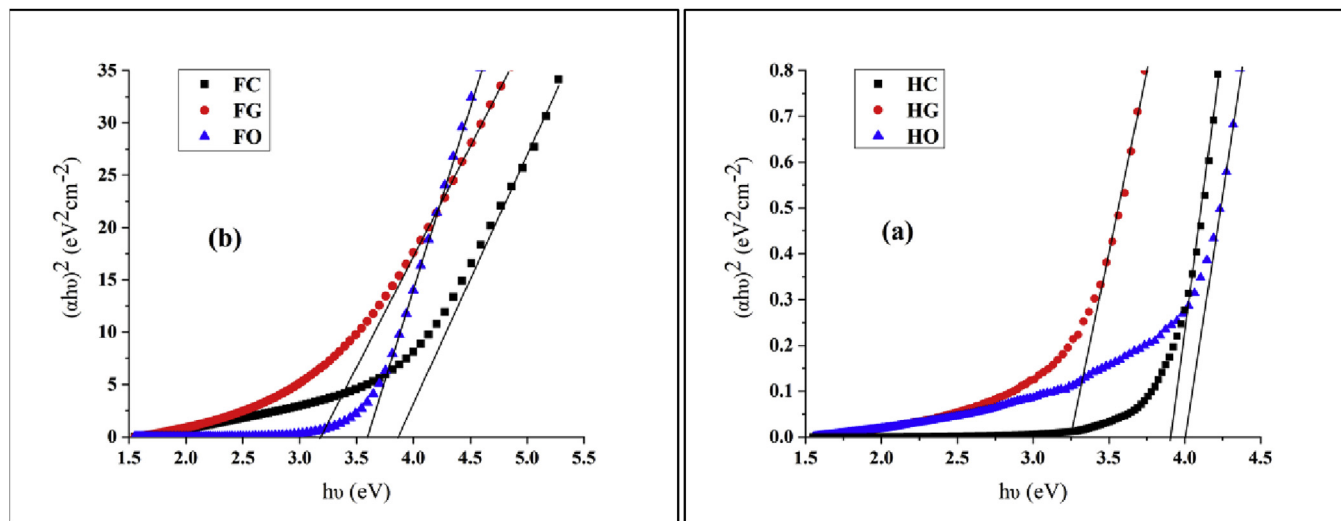 35
30
25
20
15
10
5
0
(αhυ)² (eV²cm⁻²)
FC
FG
FO
(b)
1.5 2.0 2.5 3.0 3.5 4.0 4.5 5.0 5.5
hυ (eV)
0.8
0.7
0.6
0.5
0.4
0.3
0.2
0.1
0.0
(αhυ)² (eV²cm⁻²)
HC
HG
HO
(a)
1.5 2.0 2.5 3.0 3.5 4.0 4.5
hυ (eV)